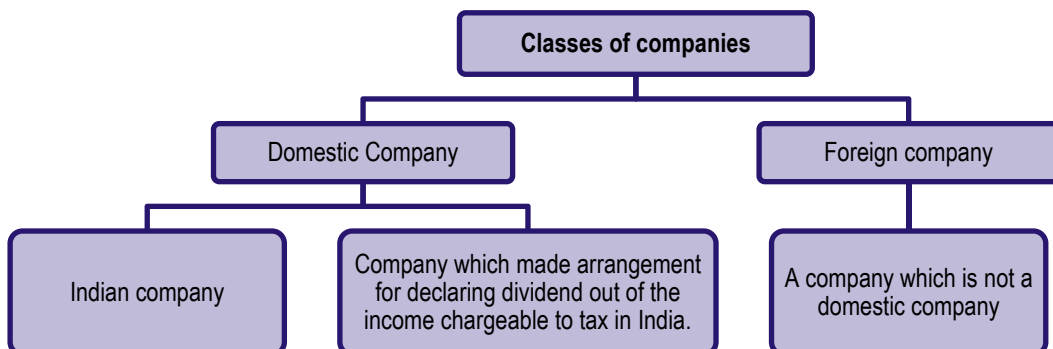 Classes of companies
Domestic Company
Foreign company
Indian company
Company which made arrangement
for declaring dividend out of the
income chargeable to tax in India.
A company which is not a
domestic company